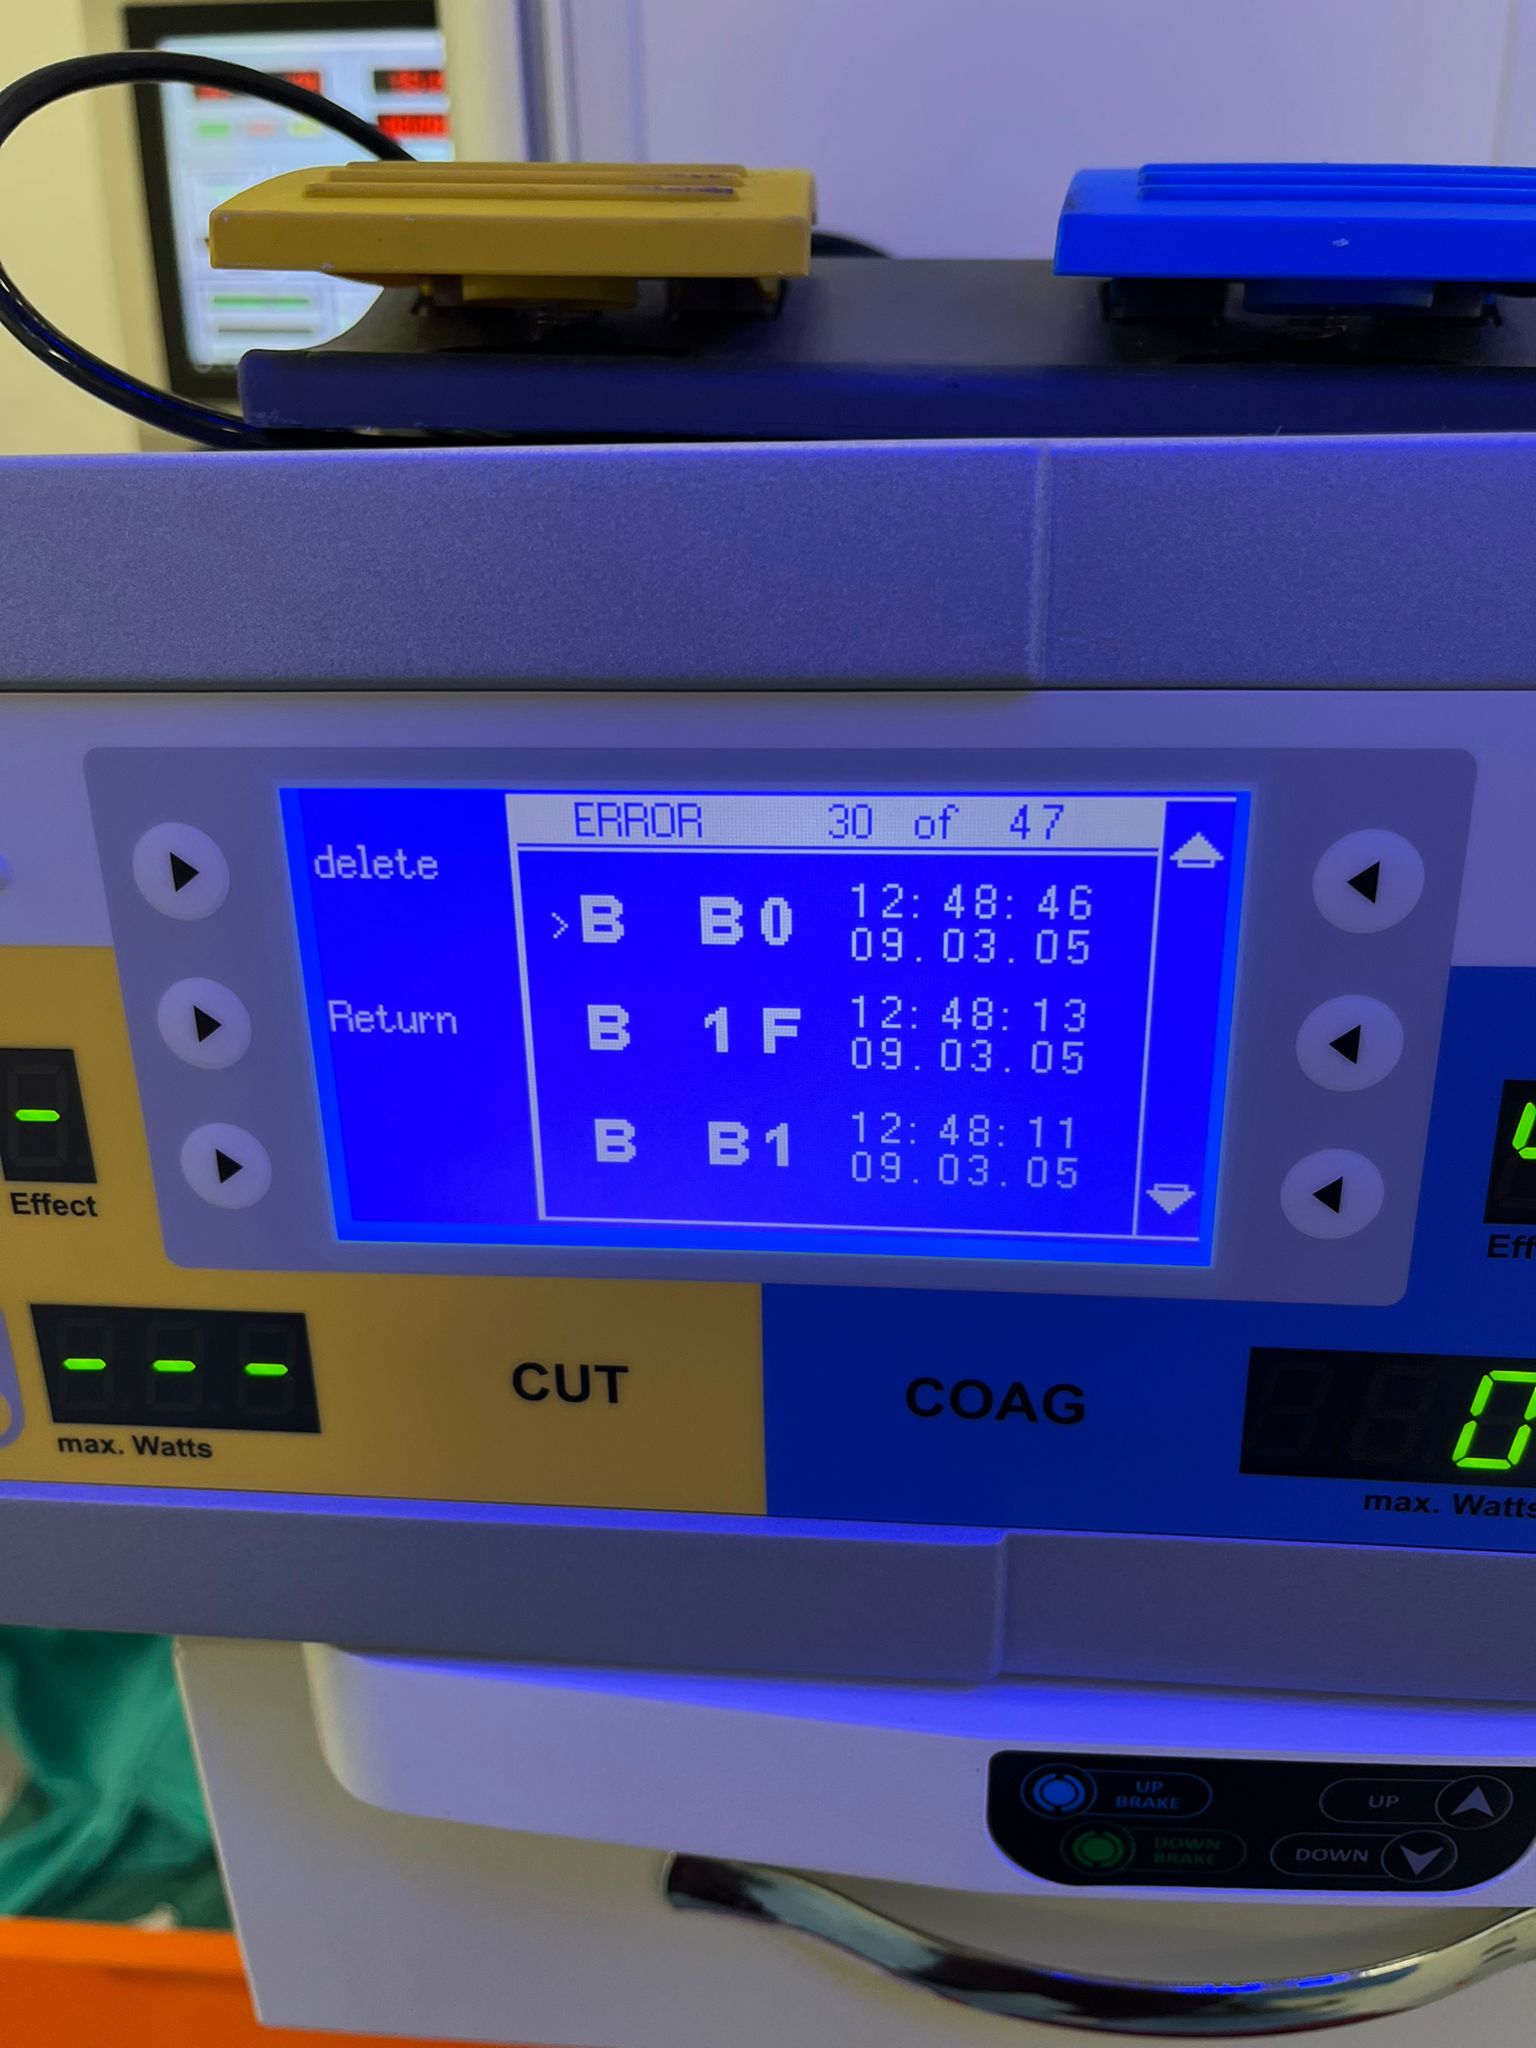 ERROR 30 of 47
delete
>B B0 12:48:46
09.03.05
Return
B 1F 12:48:13
09.03.05
B B1 12:48:11
09.03.05
Effect
- - -
max. Watts
CUT
COAG
0
max. Watts
UP
BRAKE
UP
DOWN
BRAKE
DOWN